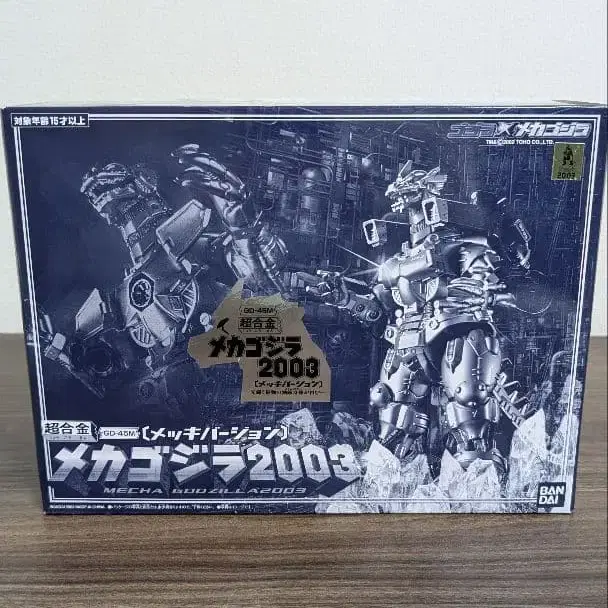 対象年齢15才以上
ゴジラ×メカゴジラ
TM&©2002 TOHO CO.,LTD.
2003
GD-45M
超合金
メカゴジラ
2003
[メッキバージョン]
超合金
GD-45M
[メッキバージョン]
メカゴジラ2003
MECHA GODZILLA2003
BAN
DAI